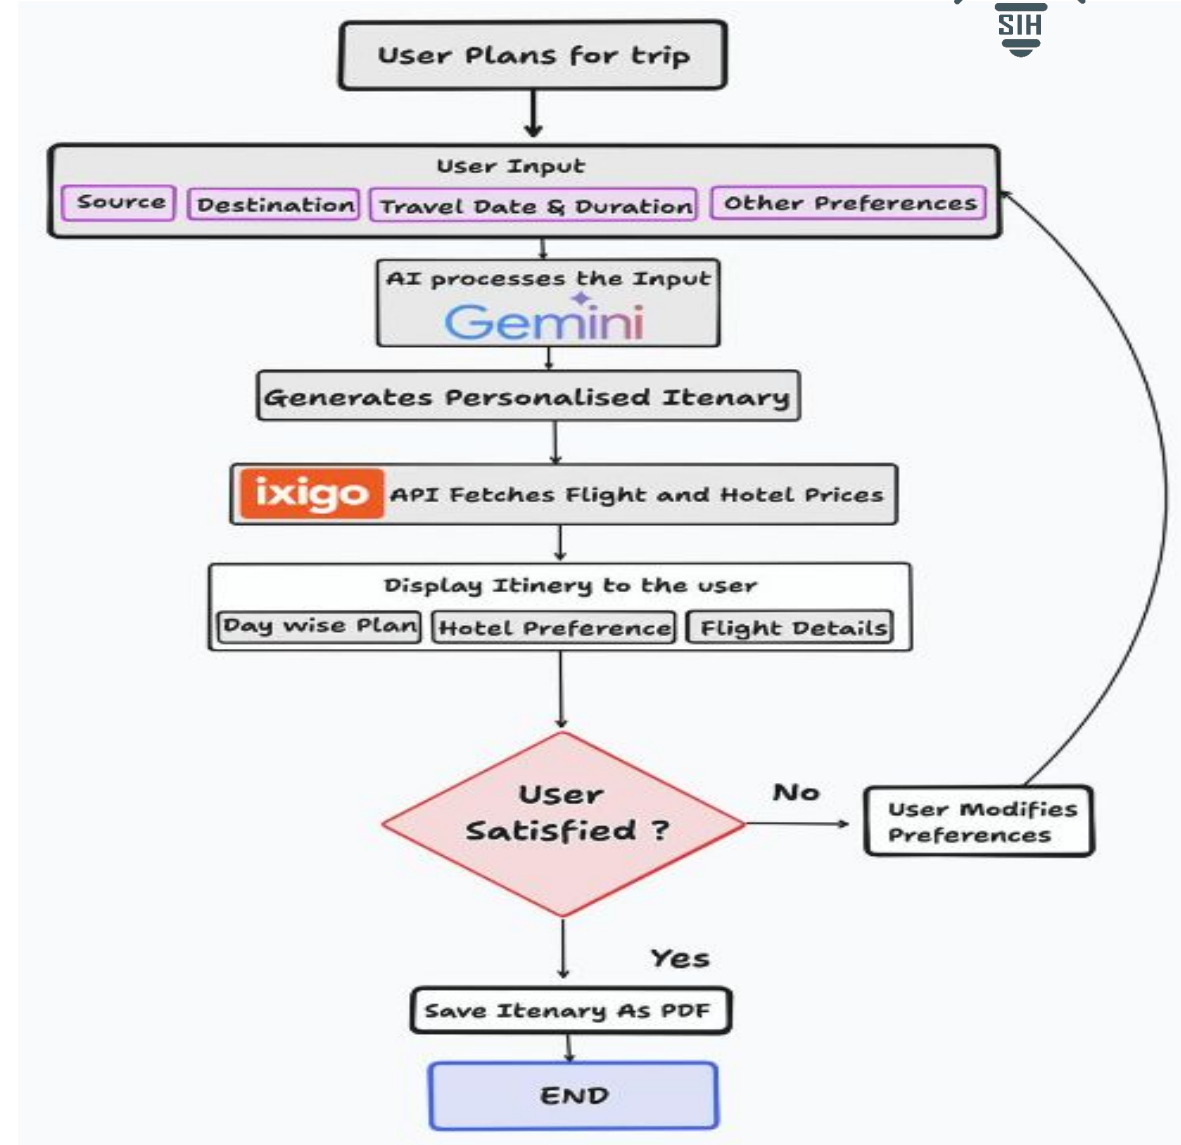 SIH
User Plans for trip
User Input
Source Destination Travel Date & Duration Other Preferences
AI processes the Input
Gemini
Generates Personalised Itenary
ixigo API Fetches Flight and Hotel Prices
Display Itinery to the user
Day wise Plan Hotel Preference Flight Details
User
Satisfied ?
No
User Modifies
Preferences
Yes
Save Itenary As PDF
END